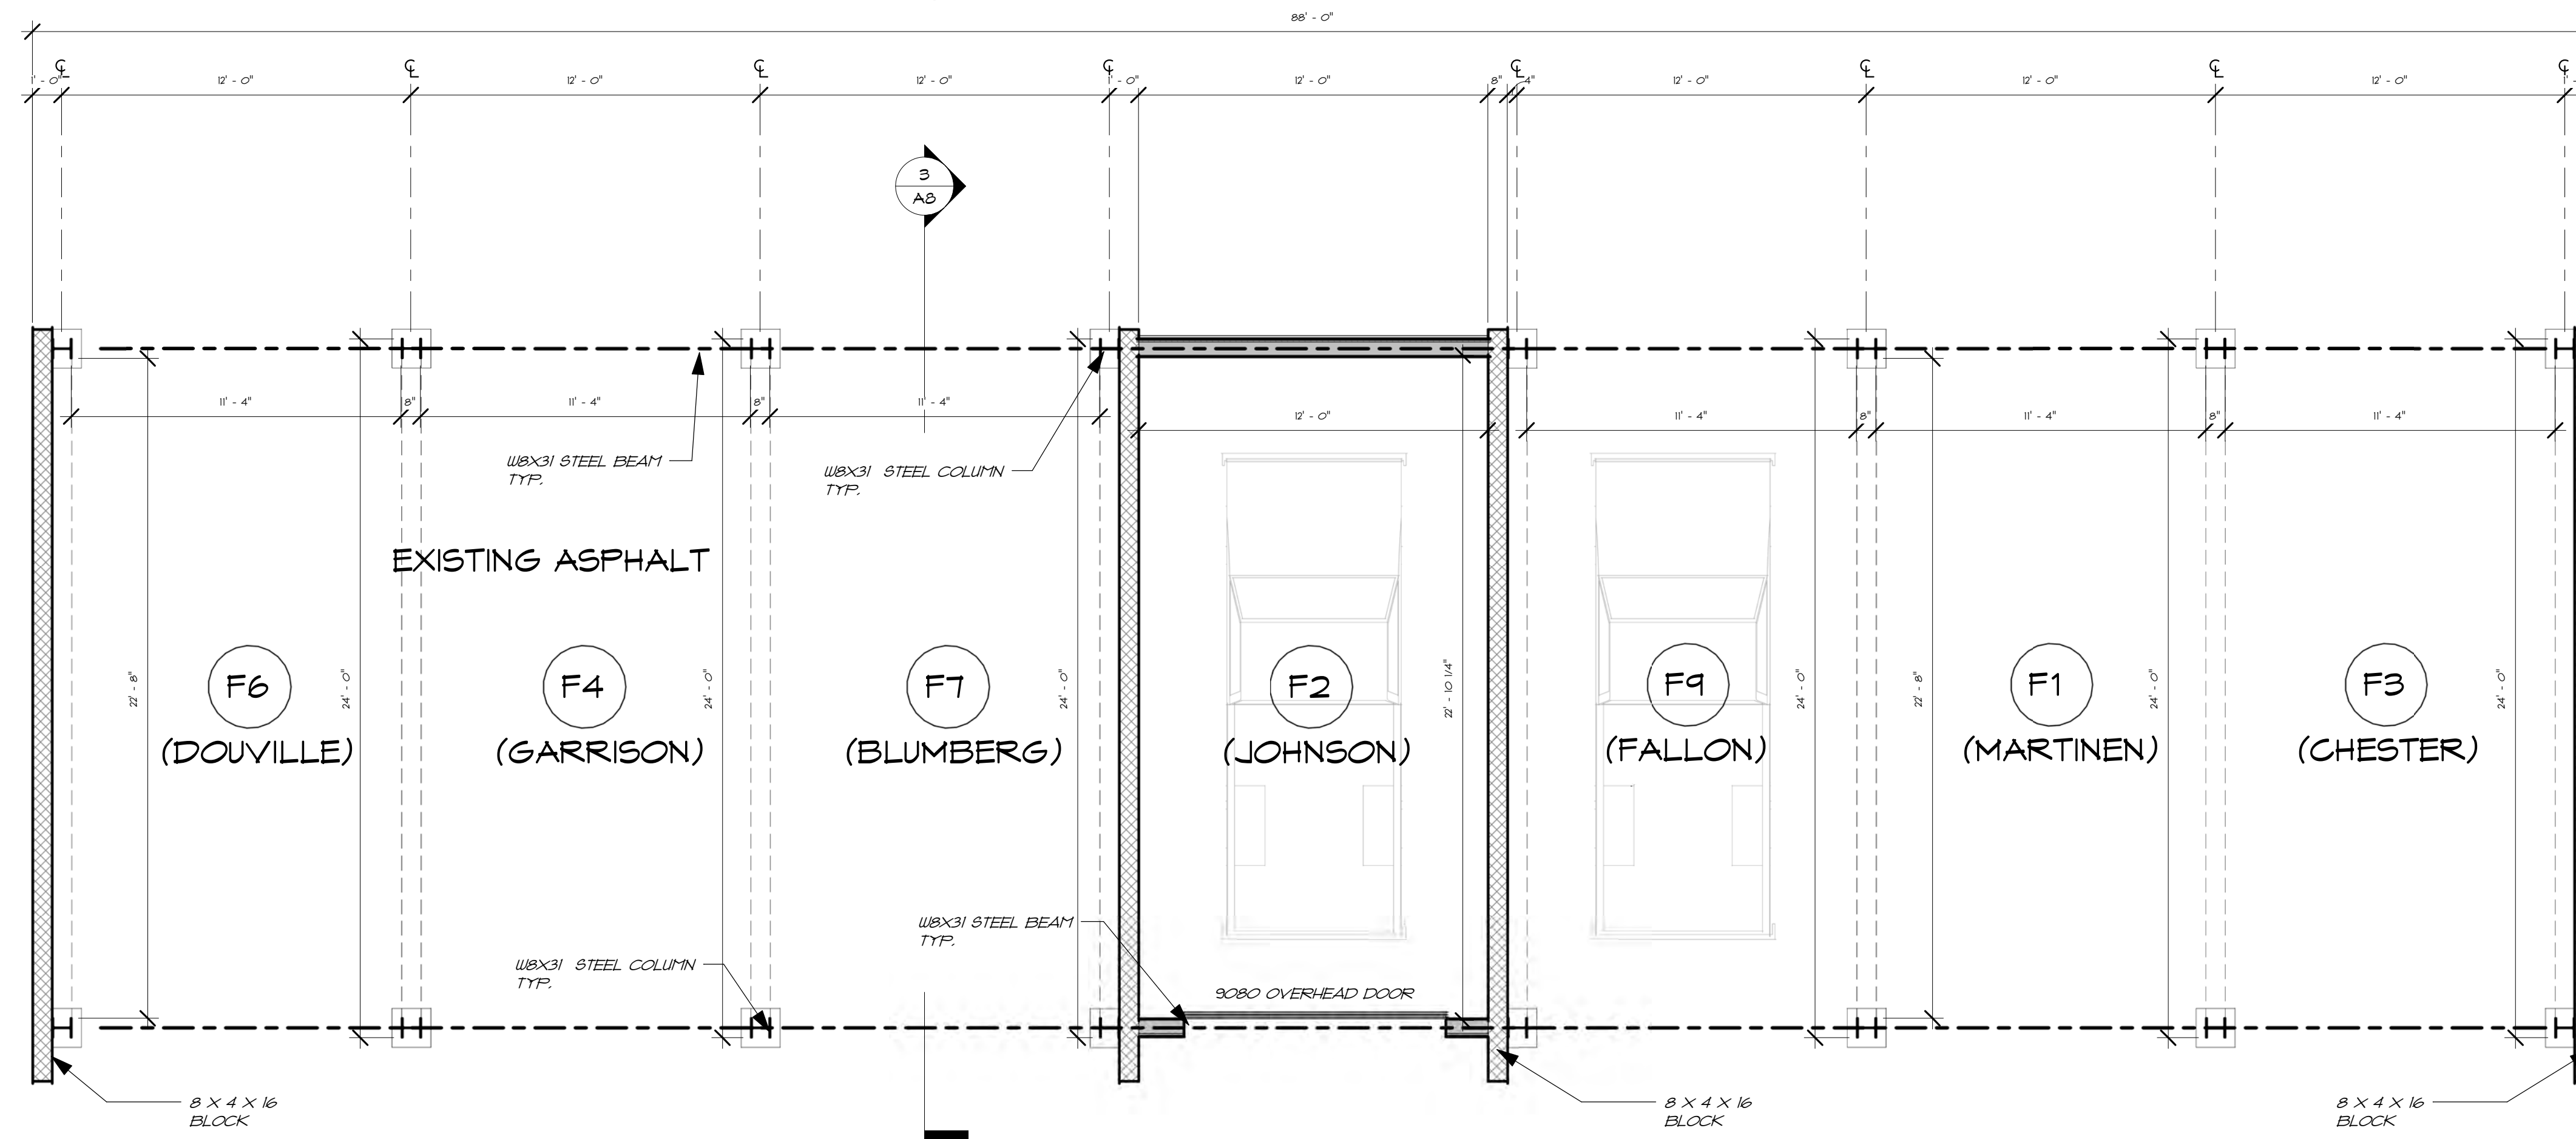 88' - 0"
1' - 0"
12' - 0"
12' - 0"
12' - 0"
1' - 0"
12' - 0"
8"
4"
12' - 0"
12' - 0"
12' - 0"
1' -
3
A8
11' - 4"
8"
11' - 4"
8"
11' - 4"
12' - 0"
11' - 4"
8"
11' - 4"
8"
11' - 4"
W8X31 STEEL BEAM
TYP.
W8X31 STEEL COLUMN
TYP.
EXISTING ASPHALT
22' - 8"
F6
24' - 0"
F4
24' - 0"
F7
24' - 0"
F2
22' - 10 1/4"
F9
24' - 0"
22' - 8"
F1
24' - 0"
F3
24' - 0"
(DOUVILLE)
(GARRISON)
(BLUMBERG)
(JOHNSON)
(FALLON)
(MARTINEN)
(CHESTER)
W8X31 STEEL BEAM
TYP.
W8X31 STEEL COLUMN
TYP.
9080 OVERHEAD DOOR
8 X 4 X 16
BLOCK
8 X 4 X 16
BLOCK
8 X 4 X 16
BLOCK